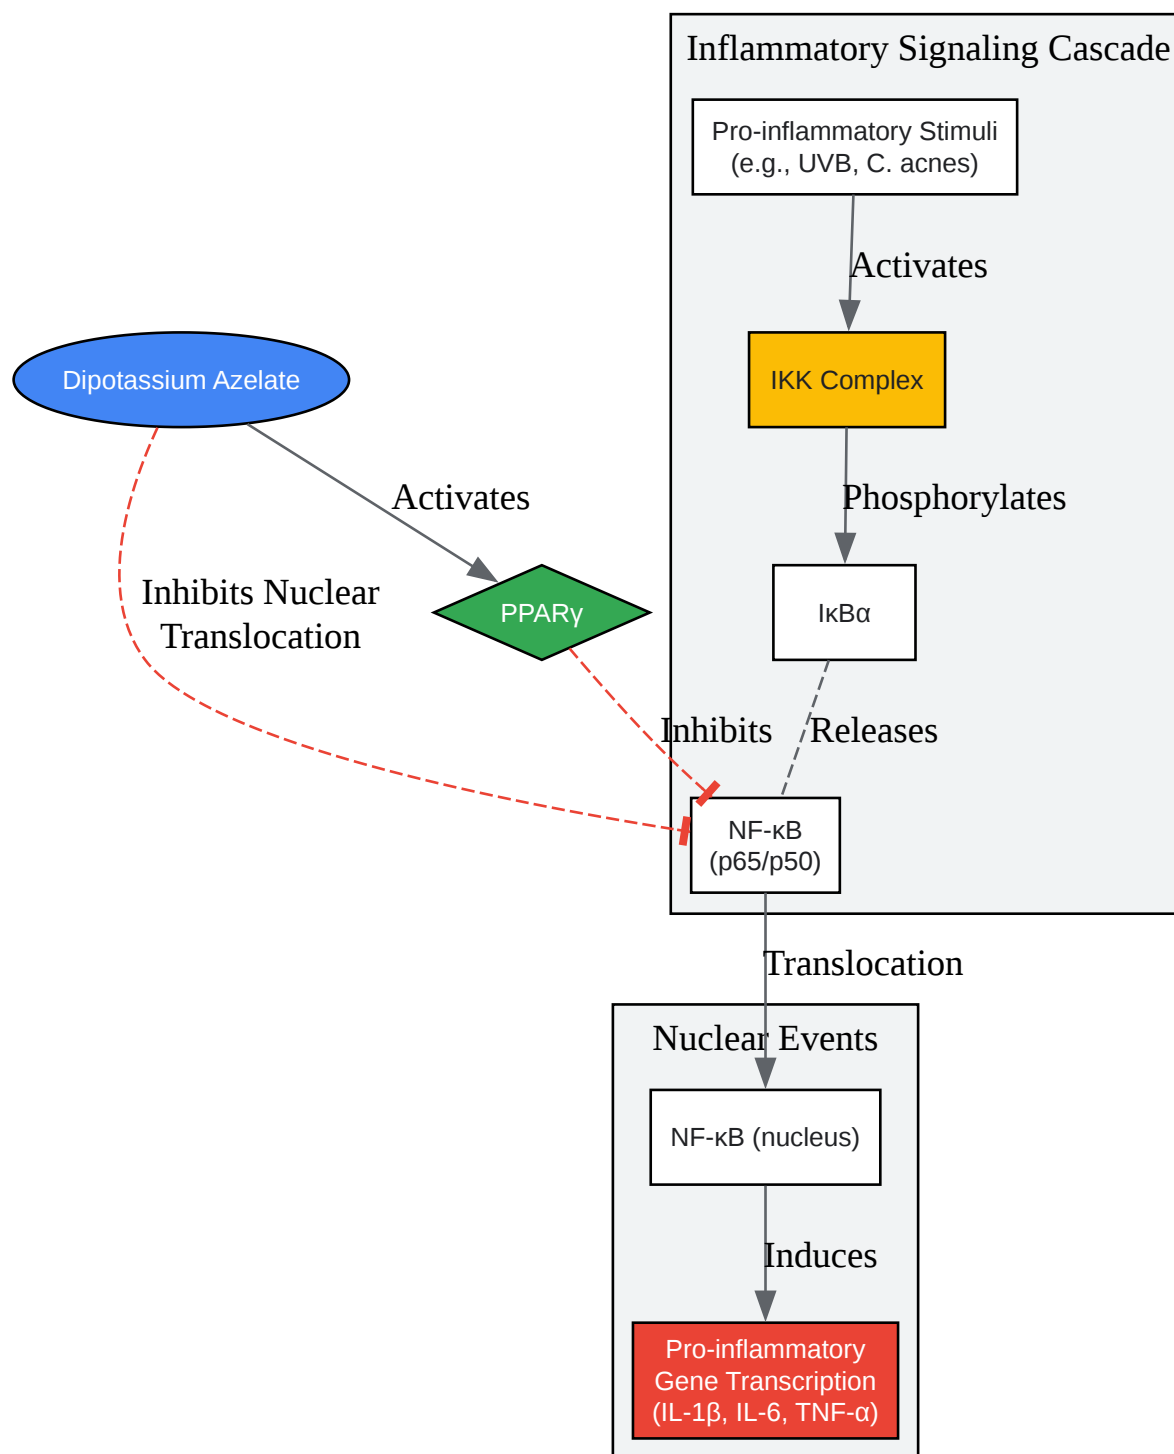 Inflammatory Signaling Cascade
Pro-inflammatory Stimuli
(e.g., UVB, C. acnes)
Activates
Dipotassium Azelate
IKK Complex
Activates
Phosphorylates
Inhibits Nuclear
Translocation
PPARγ
IκBα
Inhibits
Releases
NF-κB
(p65/p50)
Translocation
Nuclear Events
NF-κB (nucleus)
Induces
Pro-inflammatory
Gene Transcription
(IL-1β, IL-6, TNF-α)